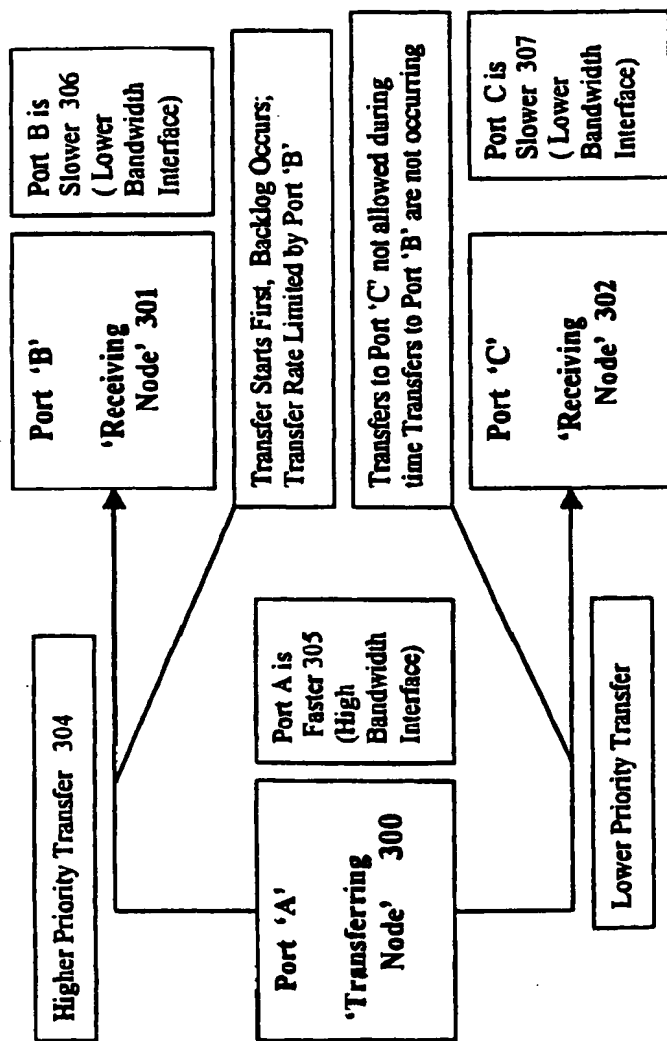 Higher Priority Transfer 304
Port 'A'
'Transferring
Node' 300
Port A is
Faster 305
(High
Bandwidth
Interface)
Lower Priority Transfer
Port 'B'
'Receiving
Node' 301
Port B is
Slower 306
( Lower
Bandwidth
Interface)
Transfer Starts First, Backlog Occurs;
Transfer Rate Limited by Port 'B'
Transfers to Port 'C' not allowed during
time Transfers to Port 'B' are not occurring
Port 'C'
'Receiving
Node' 302
Port C is
Slower 307
( Lower
Bandwidth
Interface)